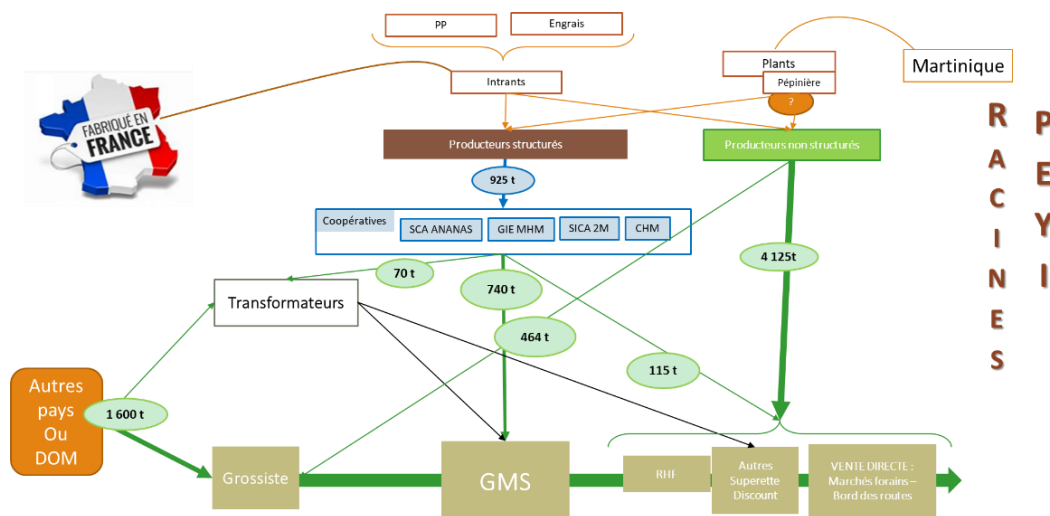 PP
Engrais
Intrants
Plants
Pépinière
?
Martinique
FABRIQUÉ EN
FRANCE
RACINES
PEYI
Producteurs structurés
Producteurs non structurés
925 t
Coopératives
SCA ANANAS
GIE MHM
SICA 2M
CHM
4 125t
70 t
740 t
Transformateurs
464 t
115 t
Autres
pays
Ou
DOM
1 600 t
Grossiste
GMS
RHF
Autres
Superette
Discount
VENTE DIRECTE :
Marchés forains –
Bord des routes